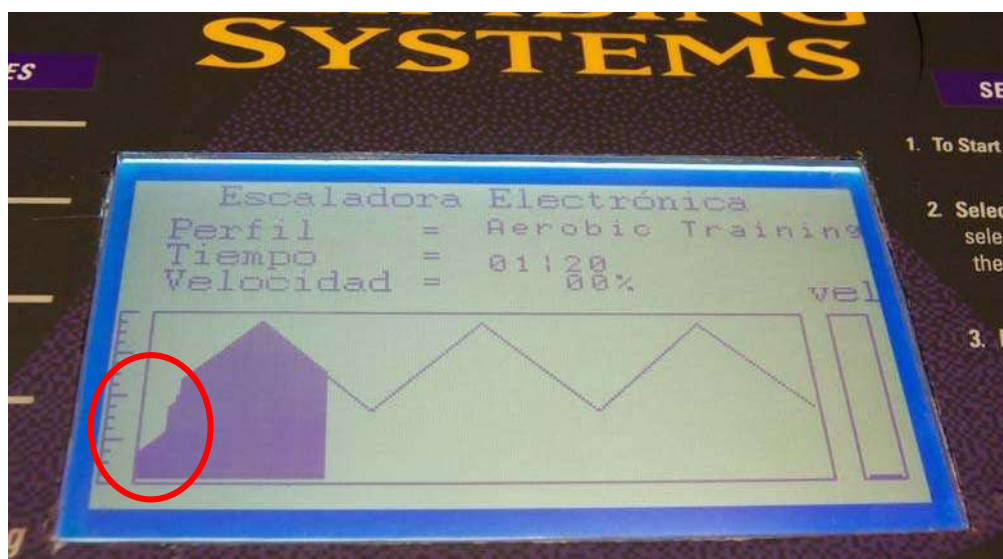 SYSTEMS
SE
1. To Start
2. Selec
sele
the
3.
Escaladora Electrónica
Perfil = Aerobic Training
Tiempo = 01:20
Velocidad = 00%
vel